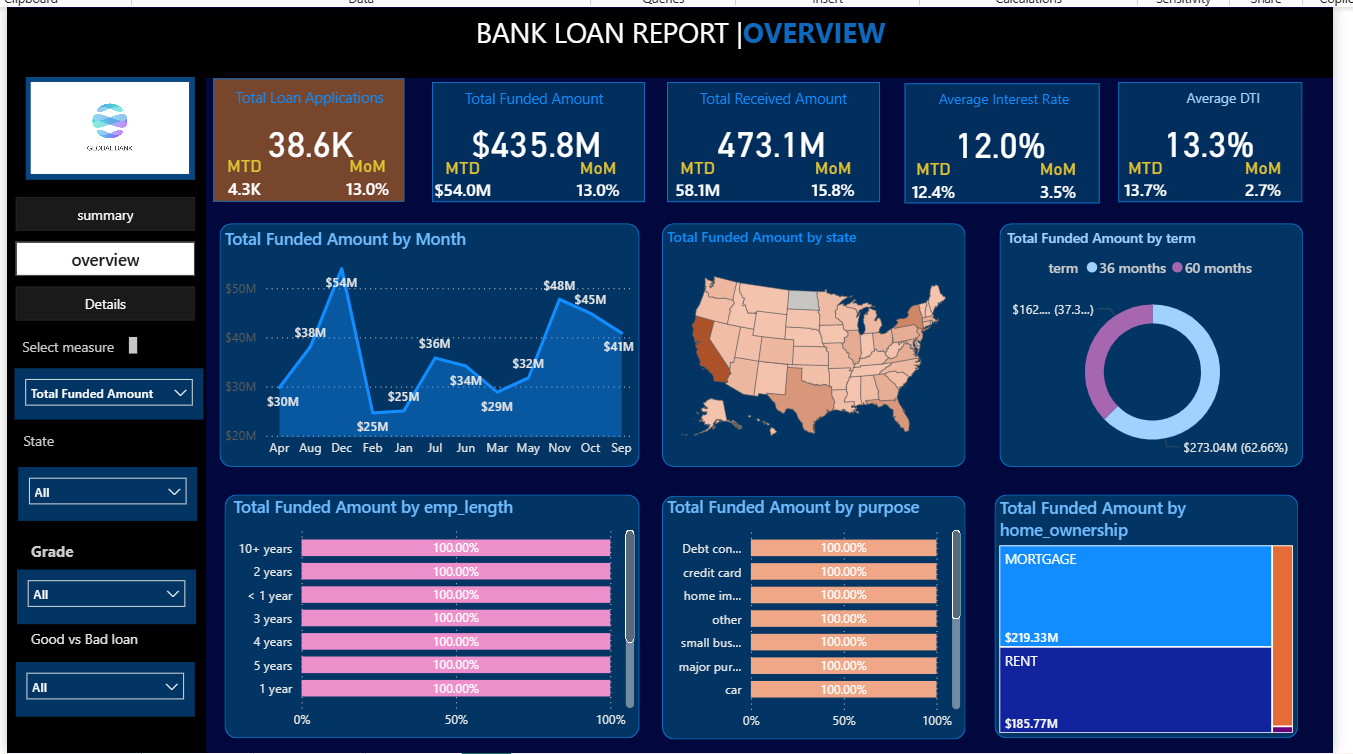 Clipboard Data Queries Insert Calculations Sensitivity Share
BANK LOAN REPORT |OVERVIEW
GLOBAL BANK
summary
overview
Details
Select measure
Total Funded Amount
State
All
Grade
All
Good vs Bad loan
All
Total Loan Applications
38.6K
MTD MoM
4.3K 13.0%
Total Funded Amount
$435.8M
MTD MoM
$54.0M 13.0%
Total Received Amount
473.1M
MTD MoM
58.1M 15.8%
Average Interest Rate
12.0%
MTD MoM
12.4% 3.5%
Average DTI
13.3%
MTD MoM
13.7% 2.7%
Total Funded Amount by Month
$50M
$40M
$30M
$20M
$30M
$38M
$54M
$25M
$25M
$36M
$34M
$29M
$32M
$48M
$45M
$41M
Apr Aug Dec Feb Jan Jul Jun Mar May Nov Oct Sep
Total Funded Amount by state
Total Funded Amount by term
term 36 months 60 months
$162.... (37.3...)
$273.04M (62.66%)
Total Funded Amount by emp_length
10+ years 100.00%
2 years 100.00%
< 1 year 100.00%
3 years 100.00%
4 years 100.00%
5 years 100.00%
1 year 100.00%
0% 50% 100%
Total Funded Amount by purpose
Debt con... 100.00%
credit card 100.00%
home im... 100.00%
other 100.00%
small bus... 100.00%
major pur... 100.00%
car 100.00%
0% 50% 100%
Total Funded Amount by
home_ownership
MORTGAGE
$219.33M
RENT
$185.77M